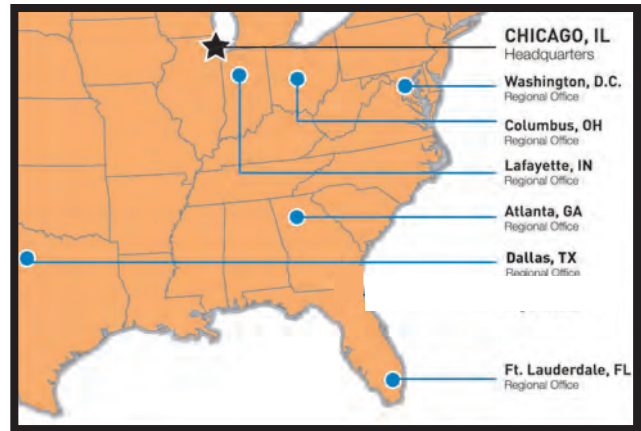 CHICAGO, IL
Headquarters
Washington, D.C.
Regional Office
Columbus, OH
Regional Office
Lafayette, IN
Regional Office
Atlanta, GA
Regional Office
Dallas, TX
Regional Office
Ft. Lauderdale, FL
Regional Office